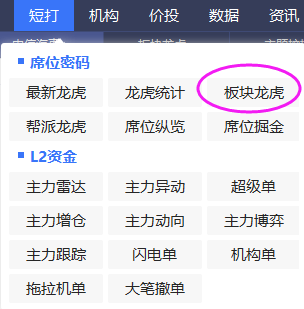 短打 机构 价投 数据 资讯
板块龙虎
席位密码
最新龙虎 龙虎统计 板块龙虎
帮派龙虎 席位纵览 席位掘金
L2资金
主力雷达 主力异动 超级单
主力增仓 主力动向 主力博弈
主力跟踪 闪电单 机构单
拖拉机单 大笔撤单